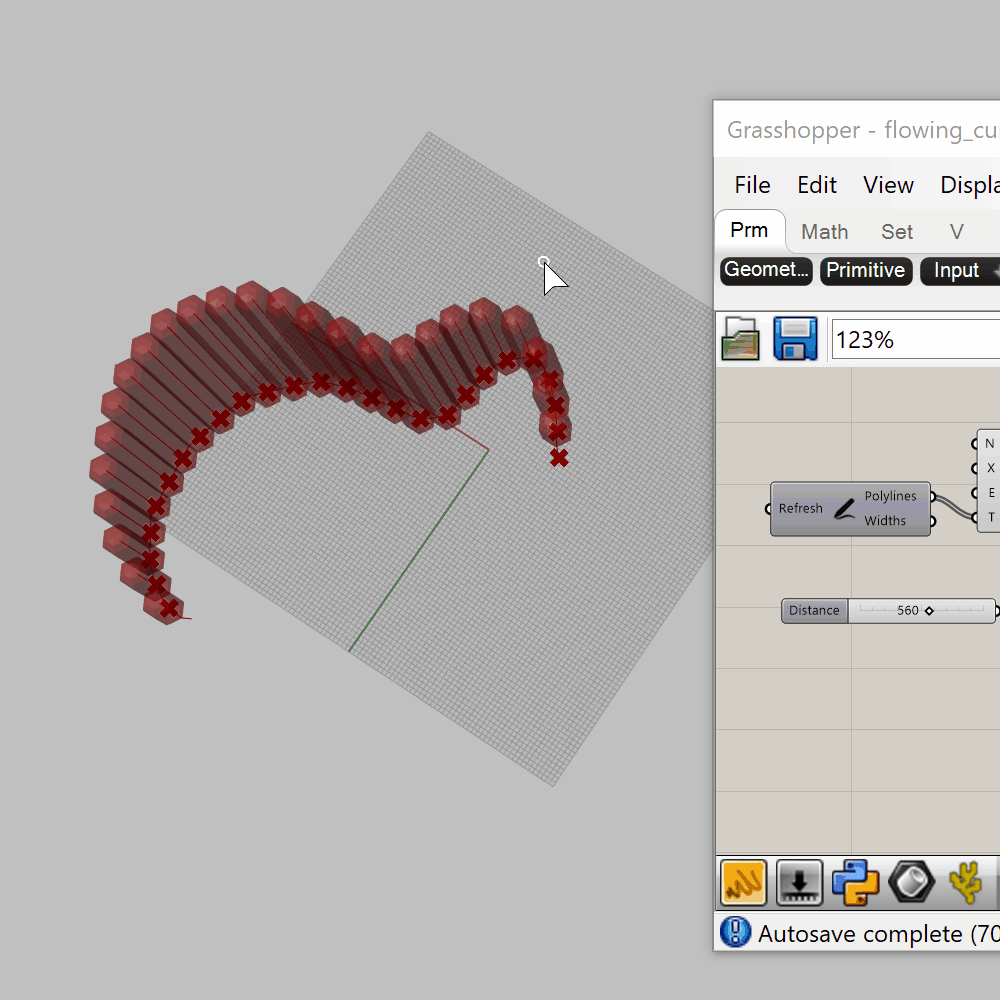 Grasshopper - flowing_cu
File Edit View Displa
Prm Math Set V
Geomet... Primitive Input
123%
N
X
E
T
Refresh Polylines
Widths
Distance 560
Autosave complete (70